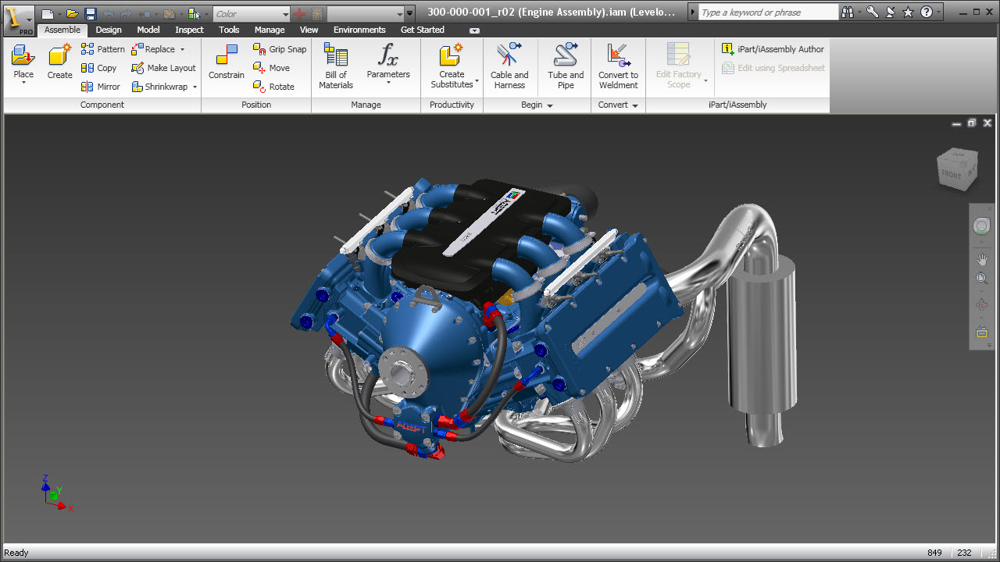 Color
300-000-001_r02 (Engine Assembly).iam (Levelo...
Type a keyword or phrase
PRO
Assemble Design Model Inspect Tools Manage View Environments Get Started
Place
Create
Pattern
Copy
Mirror
Replace
Make Layout
Shrinkwrap
Component
Constrain
Grip Snap
Move
Rotate
Position
Bill of
Materials
Parameters
Manage
Create
Substitutes
Productivity
Cable and
Harness
Tube and
Pipe
Begin
Convert to
Weldment
Convert
Edit Factory
Scope
iPart/iAssembly Author
Edit using Spreadsheet
iPart/iAssembly
TOP
FRONT
ADEPT
Z
Y
X
Ready
849 232